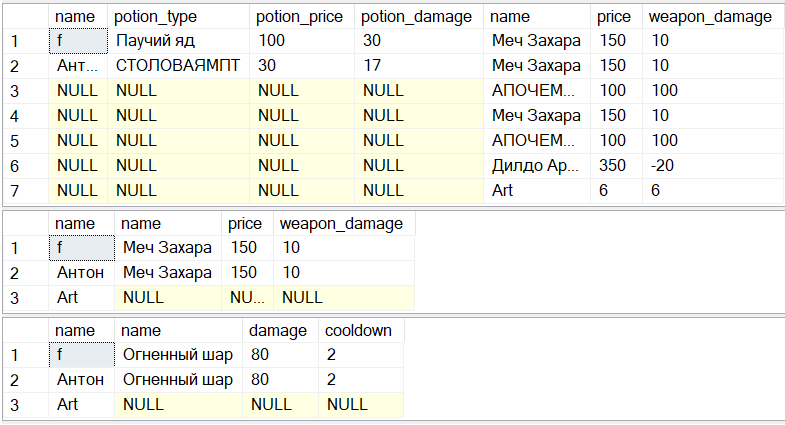 name potion_type potion_price potion_damage name price weapon_damage
1 f Паучий яд 100 30 Меч Захара 150 10
2 Ант... СТОЛОВАЯМПТ 30 17 Меч Захара 150 10
3 NULL NULL NULL NULL АПОЧЕМ... 100 100
4 NULL NULL NULL NULL Меч Захара 150 10
5 NULL NULL NULL NULL АПОЧЕМ... 100 100
6 NULL NULL NULL NULL Дилдо Ар... 350 -20
7 NULL NULL NULL NULL Art 6 6
name name price weapon_damage
1 f Меч Захара 150 10
2 Антон Меч Захара 150 10
3 Art NULL NU... NULL
name name damage cooldown
1 f Огненный шар 80 2
2 Антон Огненный шар 80 2
3 Art NULL NULL NULL